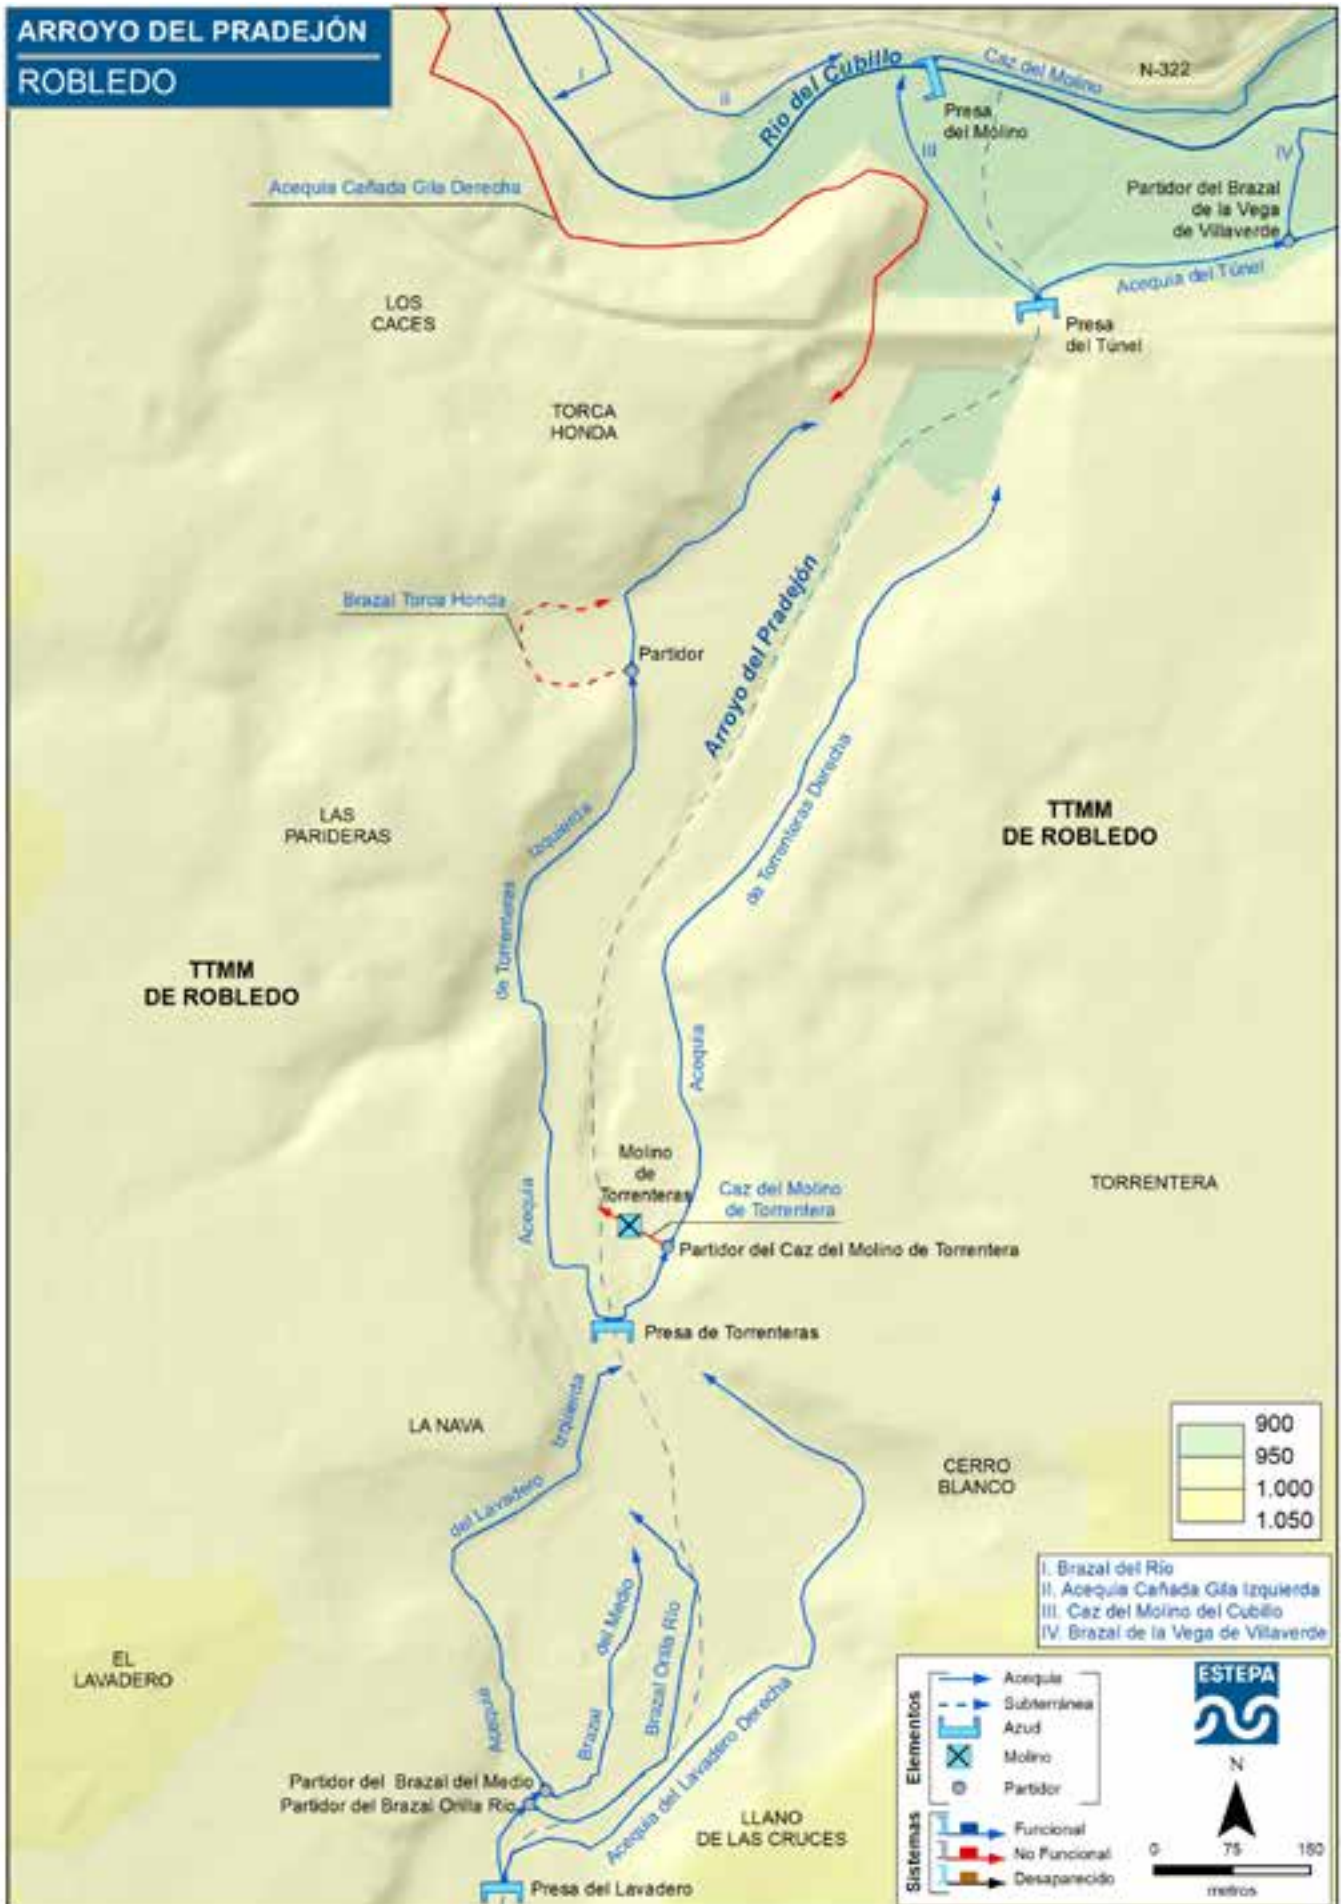 ARROYO DEL PRADEJÓN
ROBLEDO
I
II
Río del Cubillo
Caz del Molino
N-322
Presa
del Molino
III
IV
Acequia Cañada Gila Derecha
Partidor del Brazal
de la Vega
de Villaverde
Acequia del Túnel
LOS
CACES
Presa
del Túnel
TORCA
HONDA
Brazal Torca Honda
Partidor
Arroyo del Pradejón
LAS
PARIDERAS
Izquierda
de Torrenteras
Acequia
de Torrenteras Derecha
Acequia
TTMM
DE ROBLEDO
TTMM
DE ROBLEDO
Molino
de
Torrenteras
Caz del Molino
de Torrentera
TORRENTERA
Partidor del Caz del Molino de Torrentera
Presa de Torrenteras
LA NAVA
Izquierda
del Lavadero
Acequia
CERRO
BLANCO
del Medio
Brazal
Brazal Orilla Río
Acequia del Lavadero Derecha
EL
LAVADERO
Partidor del Brazal del Medio
Partidor del Brazal Orilla Río
LLANO
DE LAS CRUCES
Presa del Lavadero
900
950
1.000
1.050
I. Brazal del Río
II. Acequia Cañada Gila Izquierda
III. Caz del Molino del Cubillo
IV. Brazal de la Vega de Villaverde
Elementos
Acequia
Subterránea
Azud
Molino
Partidor
Sistemas
Funcional
No Funcional
Desaparecido
ESTEPA
N
0 75 150
metros